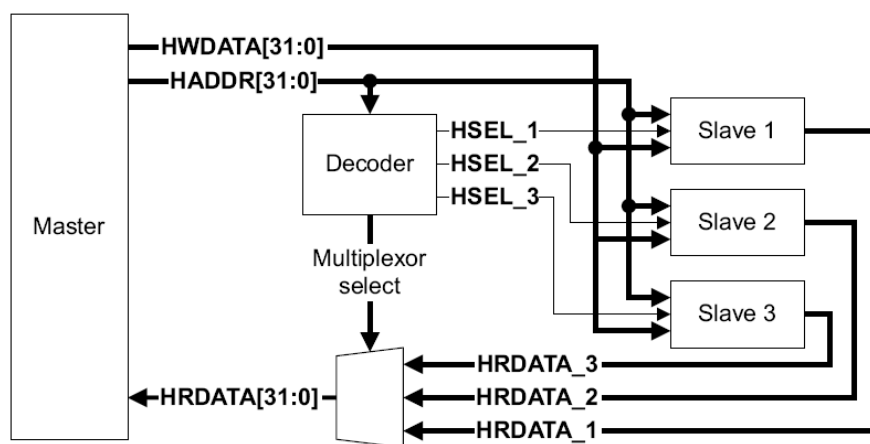 HWDATA[31:0]
HADDR[31:0]
Master
Decoder
HSEL_1
HSEL_2
HSEL_3
Slave 1
Slave 2
Slave 3
Multiplexor
select
HRDATA_3
HRDATA[31:0]
HRDATA_2
HRDATA_1